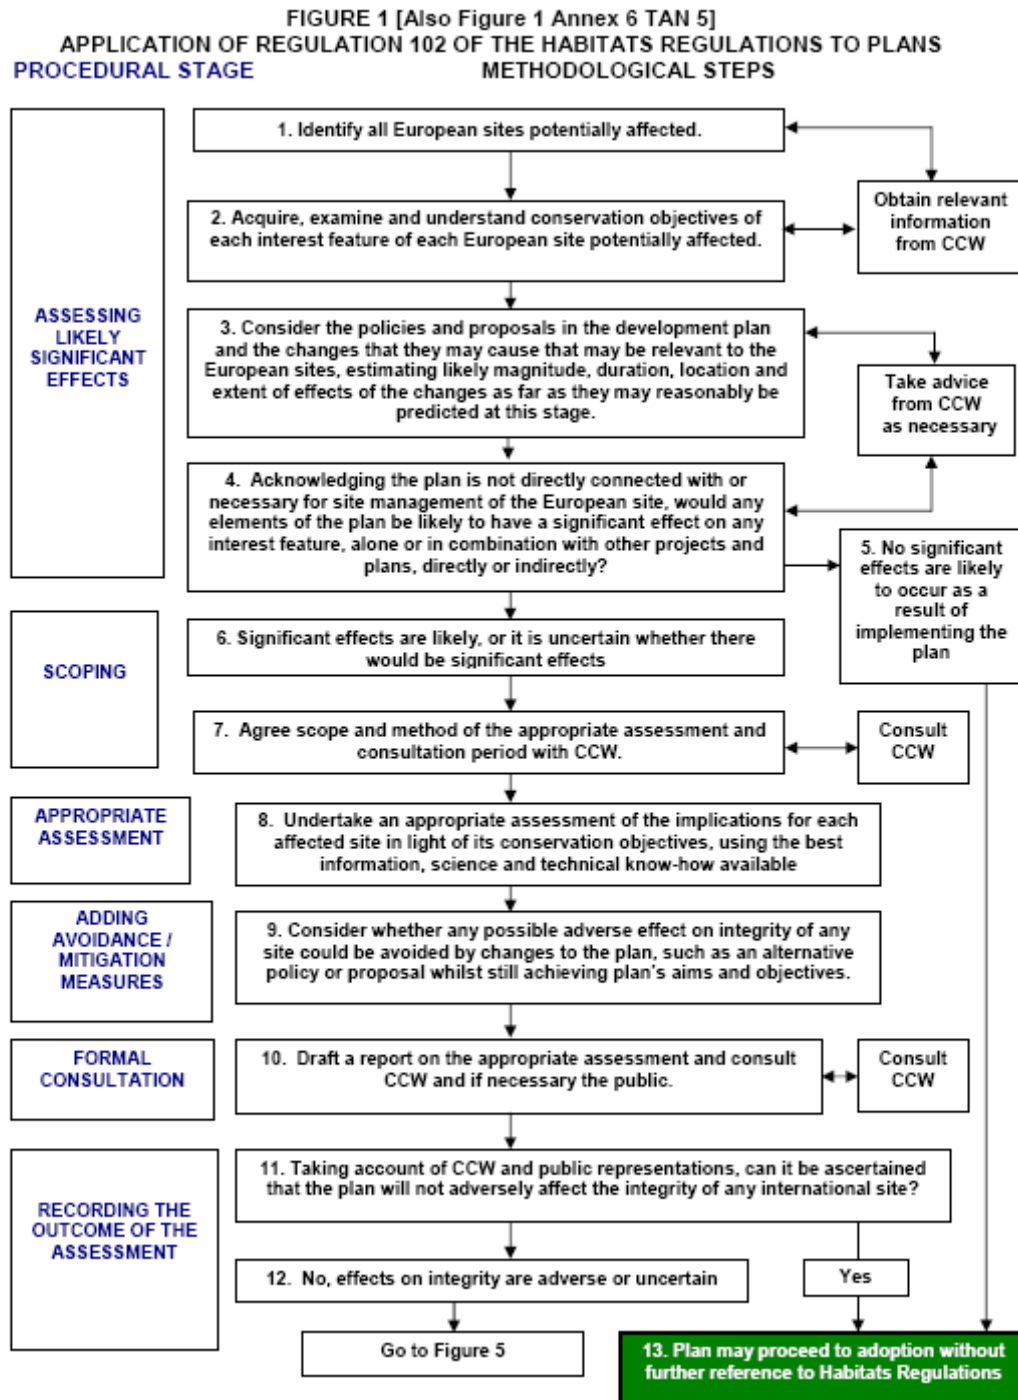 FIGURE 1 [Also Figure 1 Annex 6 TAN 5]
APPLICATION OF REGULATION 102 OF THE HABITATS REGULATIONS TO PLANS
PROCEDURAL STAGE METHODOLOGICAL STEPS
ASSESSING
LIKELY
SIGNIFICANT
EFFECTS
1. Identify all European sites potentially affected.
2. Acquire, examine and understand conservation objectives of
each interest feature of each European site potentially affected.
Obtain relevant
information
from CCW
3. Consider the policies and proposals in the development plan
and the changes that they may cause that may be relevant to the
European sites, estimating likely magnitude, duration, location and
extent of effects of the changes as far as they may reasonably be
predicted at this stage.
Take advice
from CCW
as necessary
4. Acknowledging the plan is not directly connected with or
necessary for site management of the European site, would any
elements of the plan be likely to have a significant effect on any
interest feature, alone or in combination with other projects and
plans, directly or indirectly?
5. No significant
effects are likely
to occur as a
result of
implementing the
plan
SCOPING
6. Significant effects are likely, or it is uncertain whether there
would be significant effects
7. Agree scope and method of the appropriate assessment and
consultation period with CCW.
Consult
CCW
APPROPRIATE
ASSESSMENT
8. Undertake an appropriate assessment of the implications for each
affected site in light of its conservation objectives, using the best
information, science and technical know-how available
ADDING
AVOIDANCE /
MITIGATION
MEASURES
9. Consider whether any possible adverse effect on integrity of any
site could be avoided by changes to the plan, such as an alternative
policy or proposal whilst still achieving plan's aims and objectives.
FORMAL
CONSULTATION
10. Draft a report on the appropriate assessment and consult
CCW and if necessary the public.
Consult
CCW
RECORDING THE
OUTCOME OF THE
ASSESSMENT
11. Taking account of CCW and public representations, can it be ascertained
that the plan will not adversely affect the integrity of any international site?
12. No, effects on integrity are adverse or uncertain
Yes
Go to Figure 5
13. Plan may proceed to adoption without
further reference to Habitats Regulations